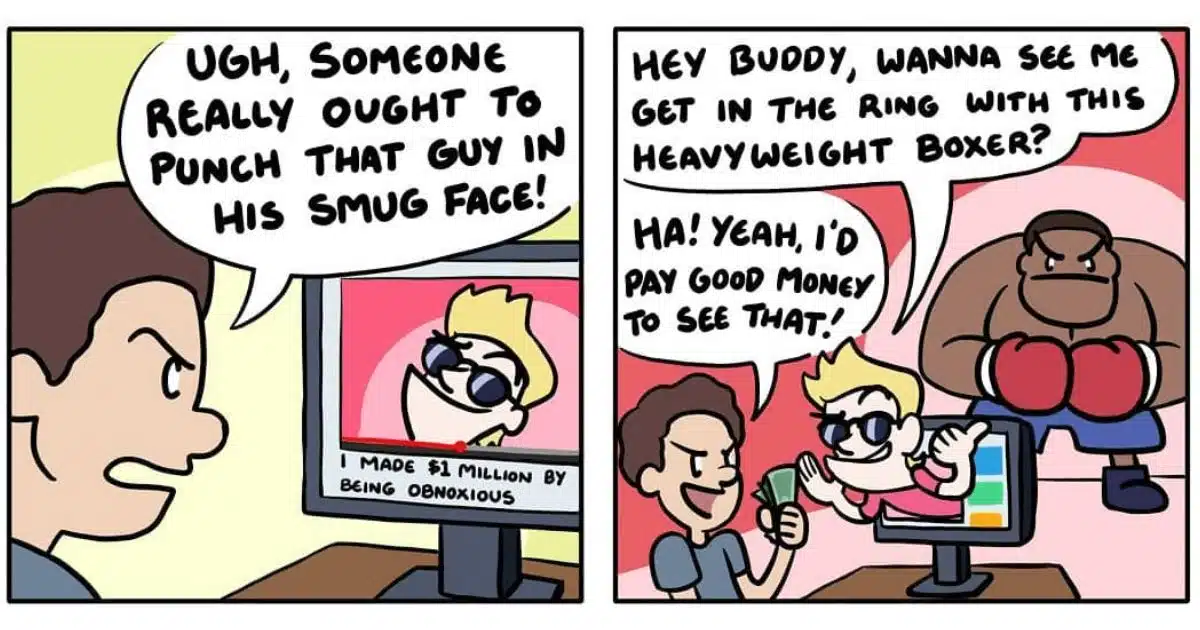 UGH, SOMEONE
REALLY OUGHT TO
PUNCH THAT GUY IN
HIS SMUG FACE!
I MADE $1 MILLION BY
BEING OBNOXIOUS
HEY BUDDY, WANNA SEE ME
GET IN THE RING WITH THIS
HEAVYWEIGHT BOXER?
HA! YEAH, I'D
PAY GOOD MONEY
TO SEE THAT!